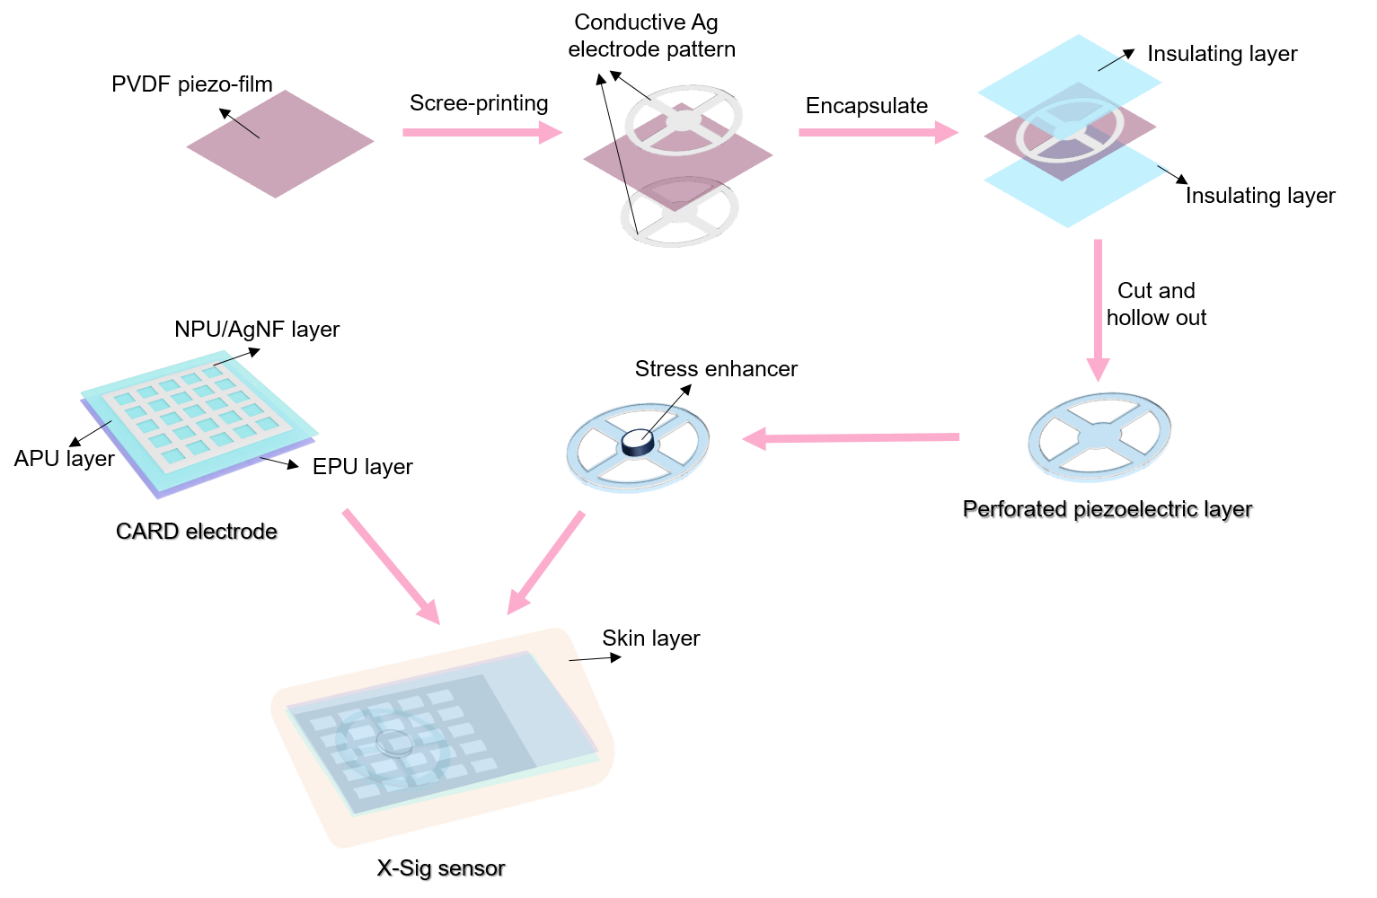 Conductive Ag
electrode pattern
PVDF piezo-film
Scree-printing
Encapsulate
Insulating layer
Insulating layer
Cut and
hollow out
NPU/AgNF layer
APU layer
EPU layer
CARD electrode
Stress enhancer
Perforated piezoelectric layer
Skin layer
X-Sig sensor